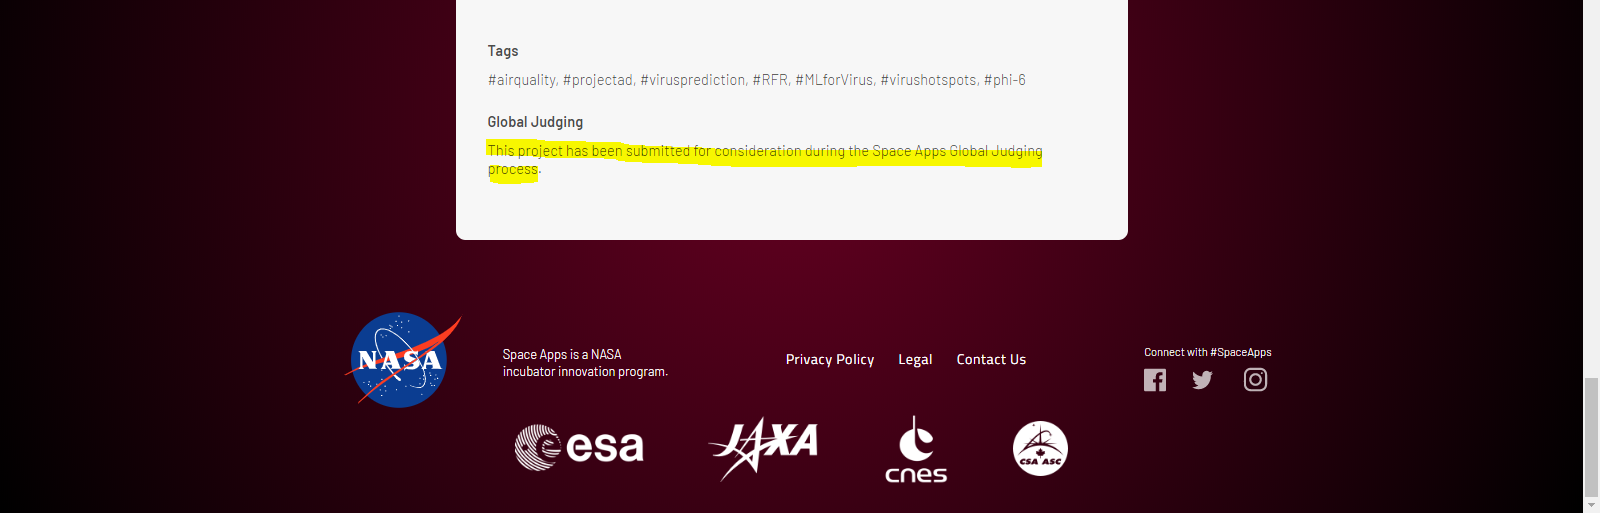 Tags
#airquality, #projectad, #virusprediction, #RFR, #MLforVirus, #virushotspots, #phi-6
Global Judging
This project has been submitted for consideration during the Space Apps Global Judging
process.
NASA
Space Apps is a NASA
incubator innovation program.
Privacy Policy Legal Contact Us
Connect with #SpaceApps
esa
JAXA
cnes
CSA ASC